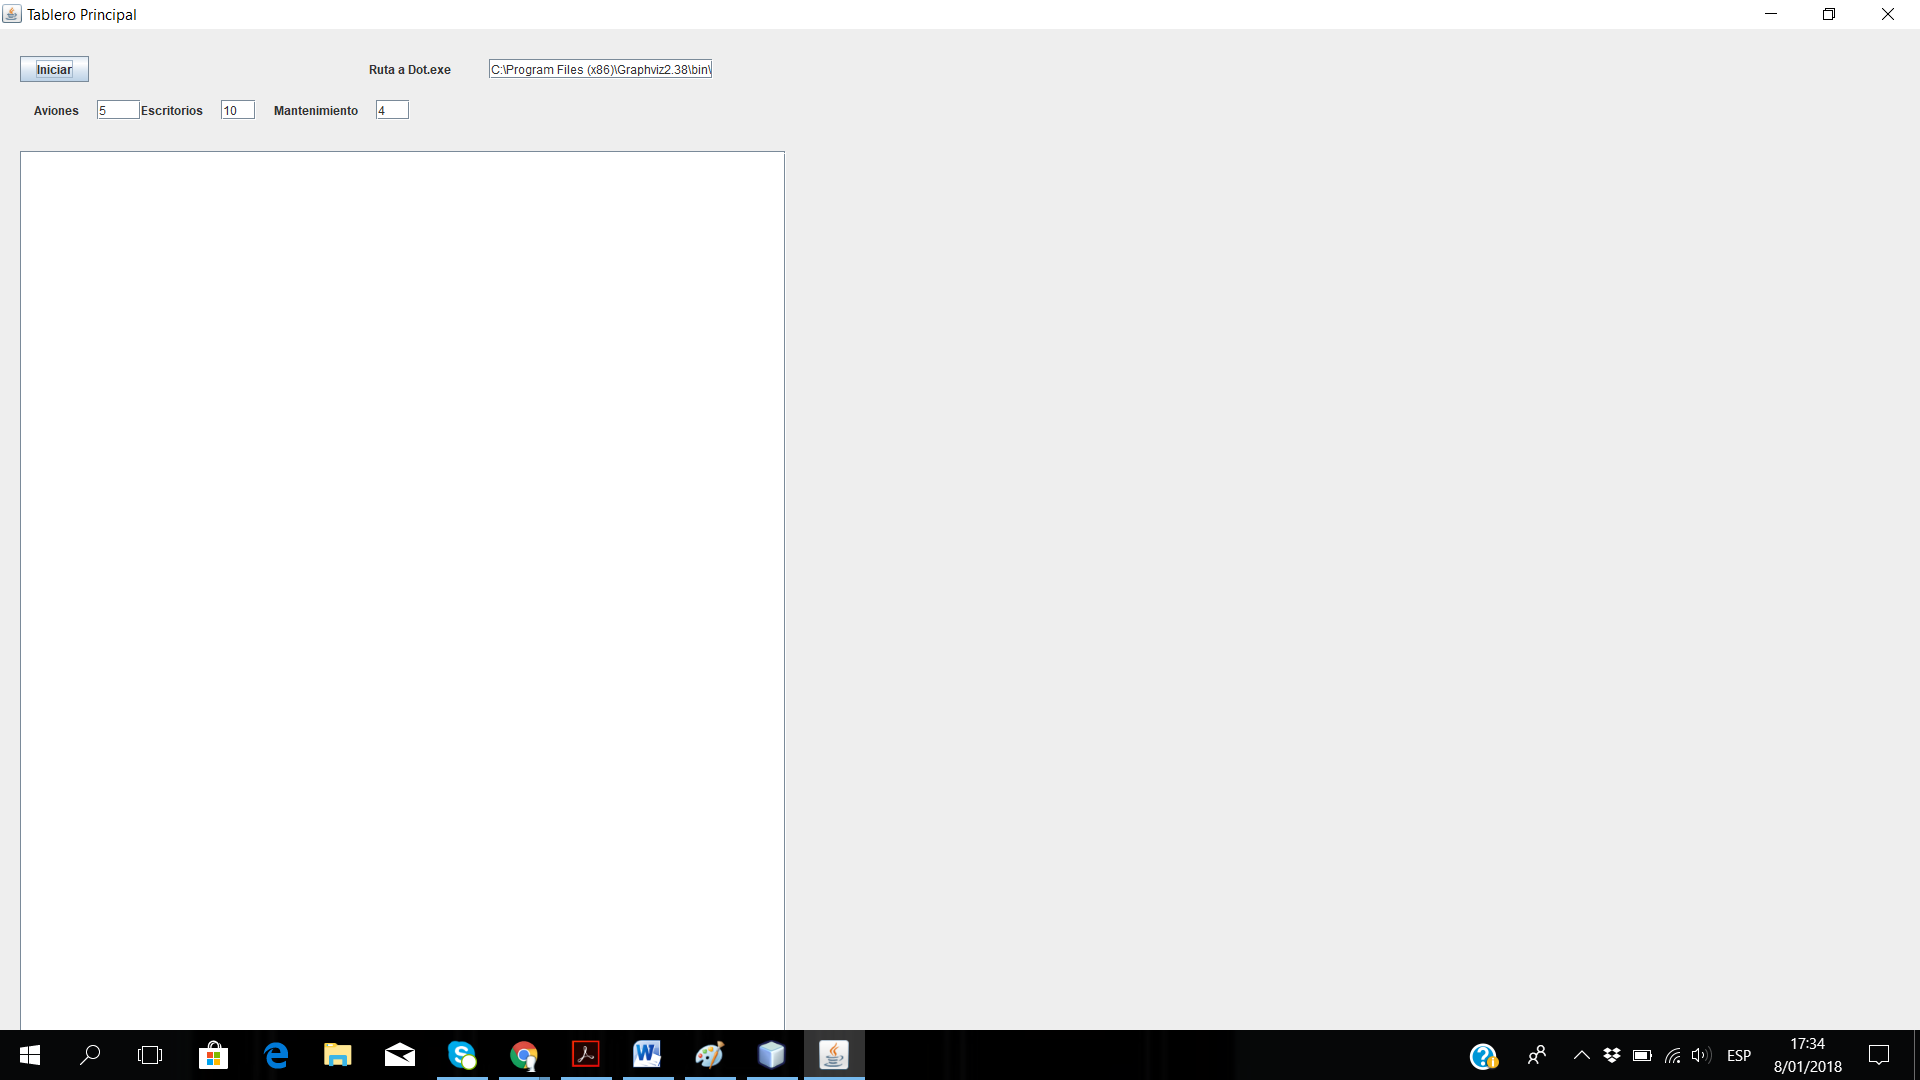 Tablero Principal
Iniciar
Ruta a Dot.exe
C:\Program Files (x86)\Graphviz2.38\bin\
Aviones
5
Escritorios
10
Mantenimiento
4
ESP
17:34
8/01/2018